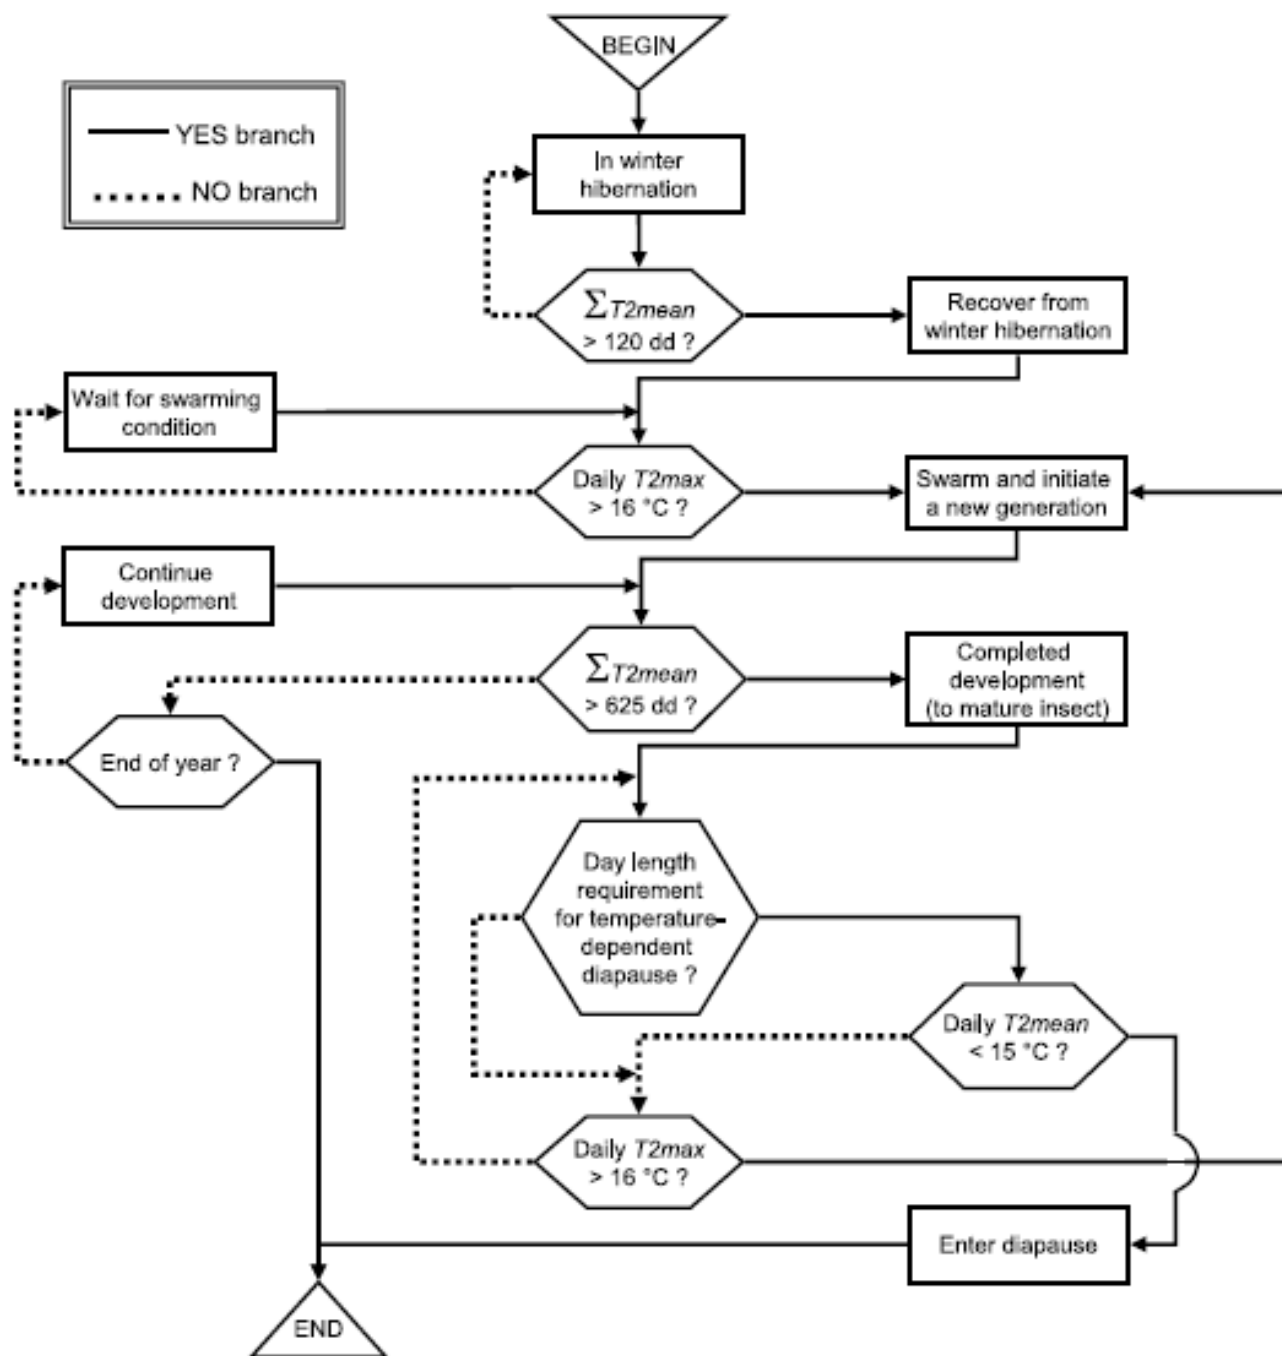 BEGIN
YES branch
NO branch
In winter
hibernation
ΣT2mean
> 120 dd ?
Recover from
winter hibernation
Wait for swarming
condition
Daily T2max
> 16 °C ?
Swarm and initiate
a new generation
Continue
development
ΣT2mean
> 625 dd ?
Completed
development
(to mature insect)
End of year ?
Day length
requirement
for temperature-
dependent
diapause ?
Daily T2mean
< 15 °C ?
Daily T2max
> 16 °C ?
Enter diapause
END